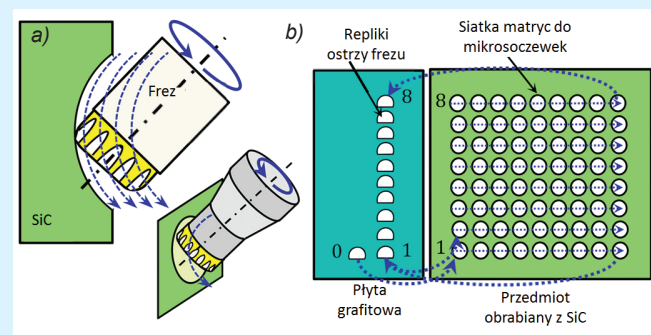 a)
Frez
SiC
b)
Repliki
ostrzy frezu
Siatka matryc do
mikrosoczewek
8
8
0
1
1
Płyta
grafitowa
Przedmiot
obrabiany z SiC